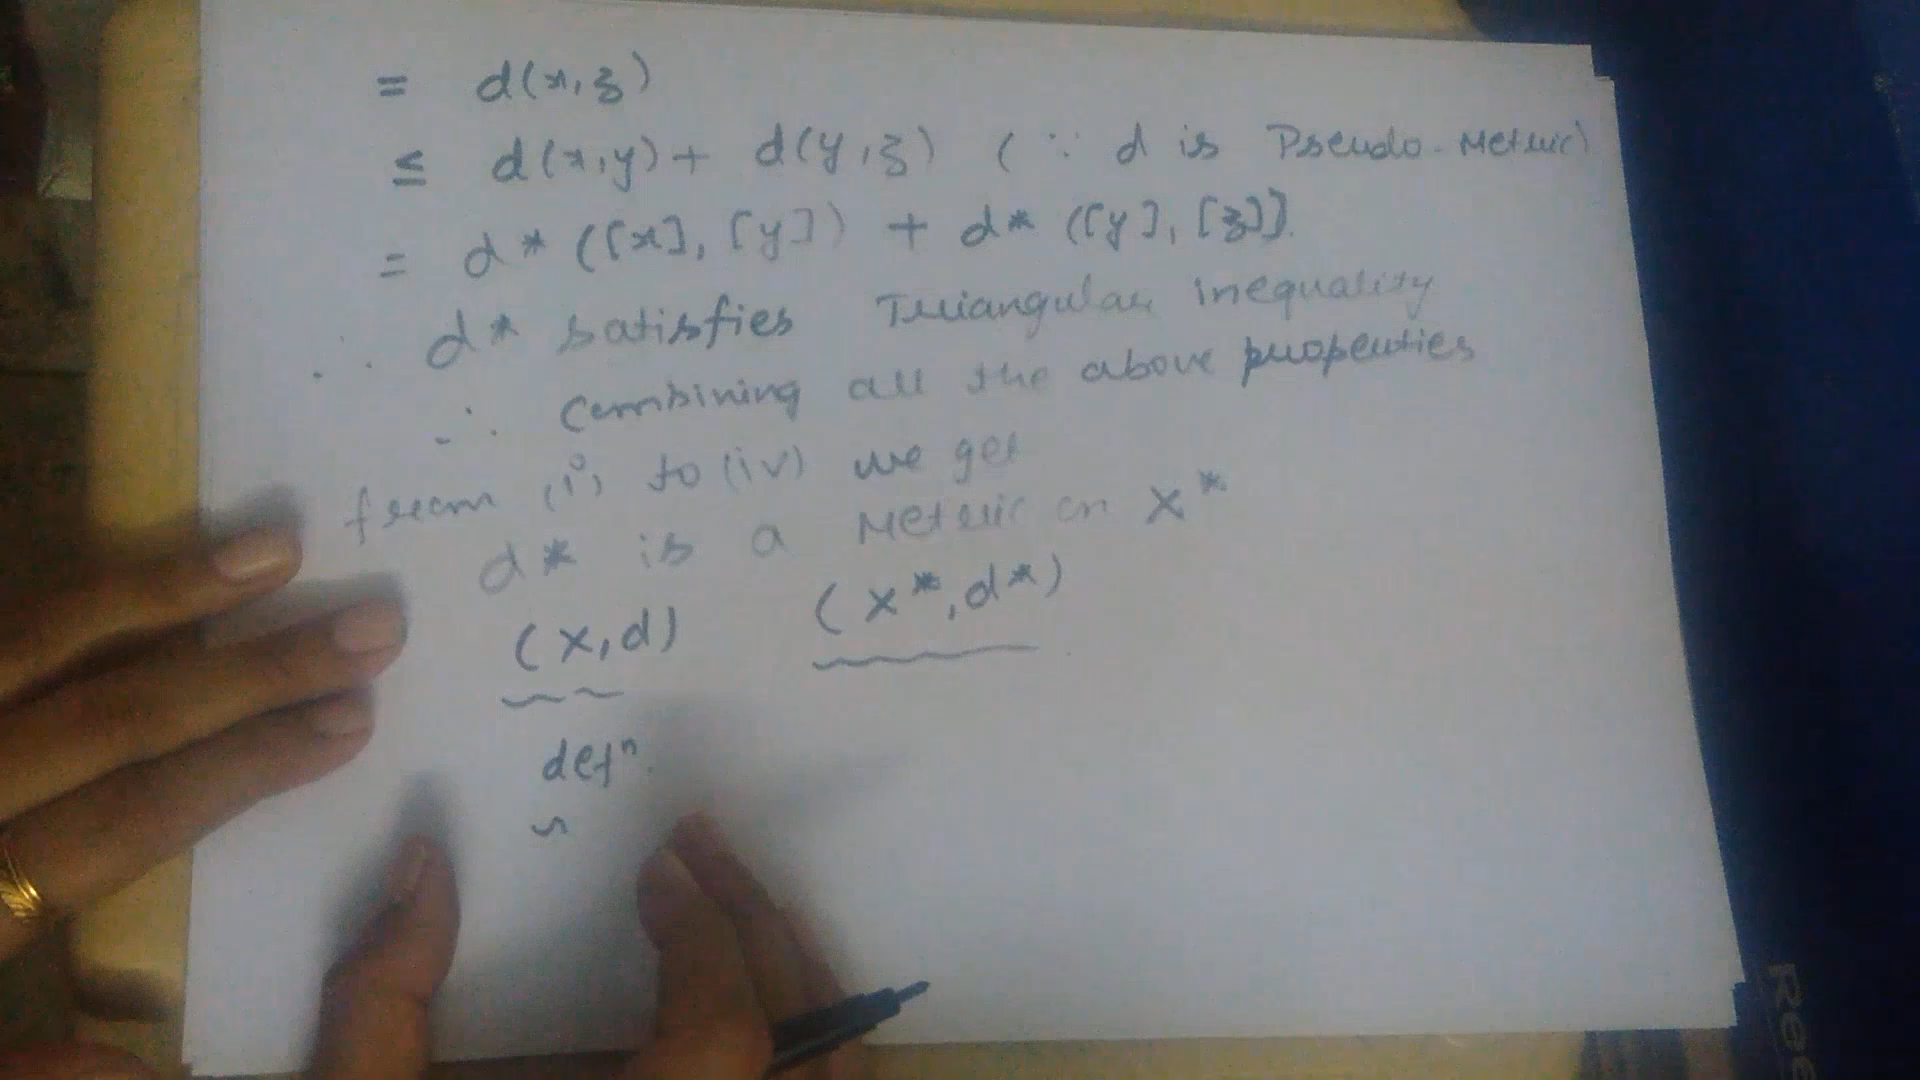 = d(x,z)
≤ d(x,y) + d(y,z) (∵ d is Pseudo-Metric)
= d* ([x], [y]) + d* ([y], [z]).
∴ d* satisfies Triangular inequality
∴ Combining all the above properties
from (i) to (iv) we get
d* is a Metric on X*
(X,d) (X*,d*)
defⁿ.